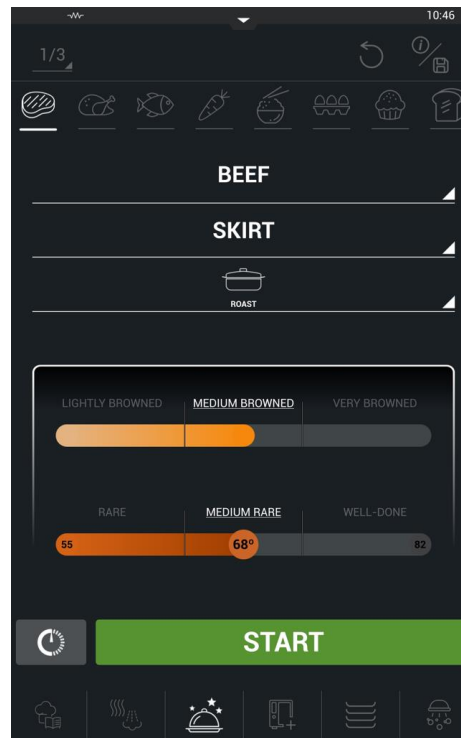 10:46
1/3
BEEF
SKIRT
ROAST
LIGHTLY BROWNED MEDIUM BROWNED VERY BROWNED
RARE MEDIUM RARE WELL-DONE
55 68° 82
START